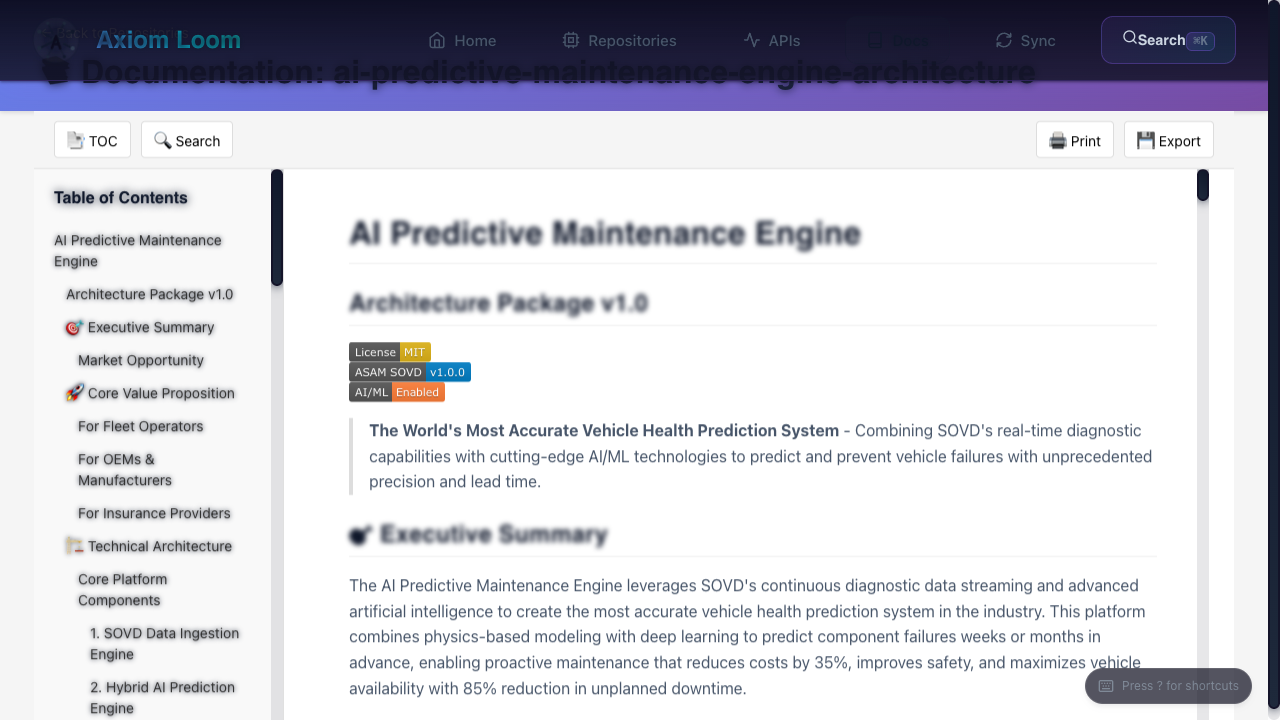 Axiom Loom
Home
Repositories
APIs
Docs
Sync
Search ⌘K
Documentation: ai-predictive-maintenance-engine-architecture
TOC
Search
Print
Export
Table of Contents
AI Predictive Maintenance
Engine
Architecture Package v1.0
🎯 Executive Summary
Market Opportunity
🚀 Core Value Proposition
For Fleet Operators
For OEMs &
Manufacturers
For Insurance Providers
🏗️ Technical Architecture
Core Platform
Components
1. SOVD Data Ingestion
Engine
2. Hybrid AI Prediction
Engine
AI Predictive Maintenance Engine
Architecture Package v1.0
License MIT
ASAM SOVD v1.0.0
AI/ML Enabled
The World's Most Accurate Vehicle Health Prediction System - Combining SOVD's real-time diagnostic
capabilities with cutting-edge AI/ML technologies to predict and prevent vehicle failures with unprecedented
precision and lead time.
Executive Summary
The AI Predictive Maintenance Engine leverages SOVD's continuous diagnostic data streaming and advanced
artificial intelligence to create the most accurate vehicle health prediction system in the industry. This platform
combines physics-based modeling with deep learning to predict component failures weeks or months in
advance, enabling proactive maintenance that reduces costs by 35%, improves safety, and maximizes vehicle
availability with 85% reduction in unplanned downtime.
Press ? for shortcuts